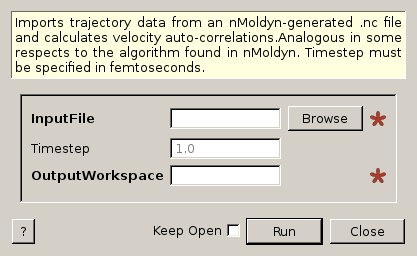 Imports trajectory data from an nMoldyn-generated .nc file
and calculates velocity auto-correlations.Analogous in some
respects to the algorithm found in nMoldyn. Timestep must
be specified in femtoseconds.
InputFile Browse *
Timestep 1.0
OutputWorkspace *
? Keep Open Run Close